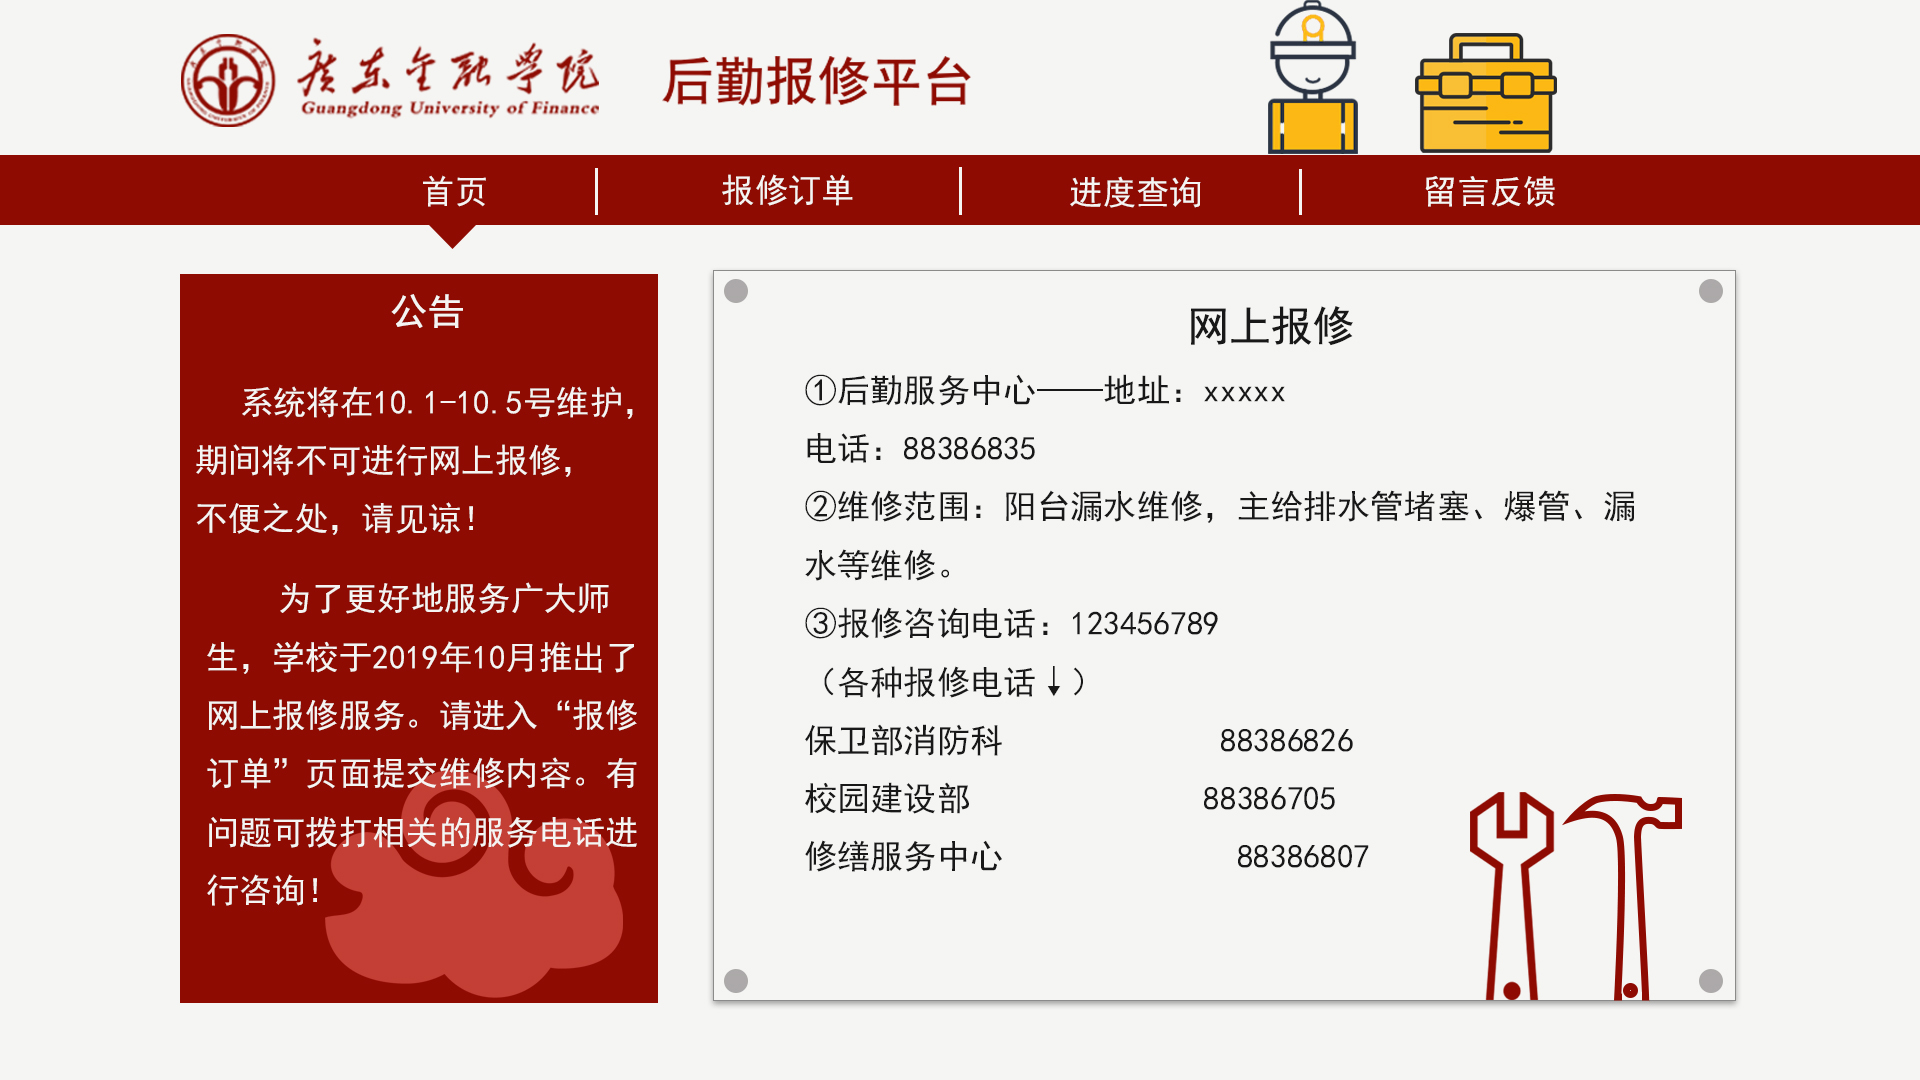 廣东金融学院
Guangdong University of Finance
后勤报修平台
首页
报修订单
进度查询
留言反馈
公告
系统将在10.1-10.5号维护，
期间将不可进行网上报修，
不便之处，请见谅！
为了更好地服务广大师
生，学校于2019年10月推出了
网上报修服务。请进入“报修
订单”页面提交维修内容。有
问题可拨打相关的服务电话进
行咨询！
网上报修
①后勤服务中心——地址：xxxxx
电话：88386835
②维修范围：阳台漏水维修，主给排水管堵塞、爆管、漏
水等维修。
③报修咨询电话：123456789
（各种报修电话↓）
保卫部消防科 88386826
校园建设部 88386705
修缮服务中心 88386807